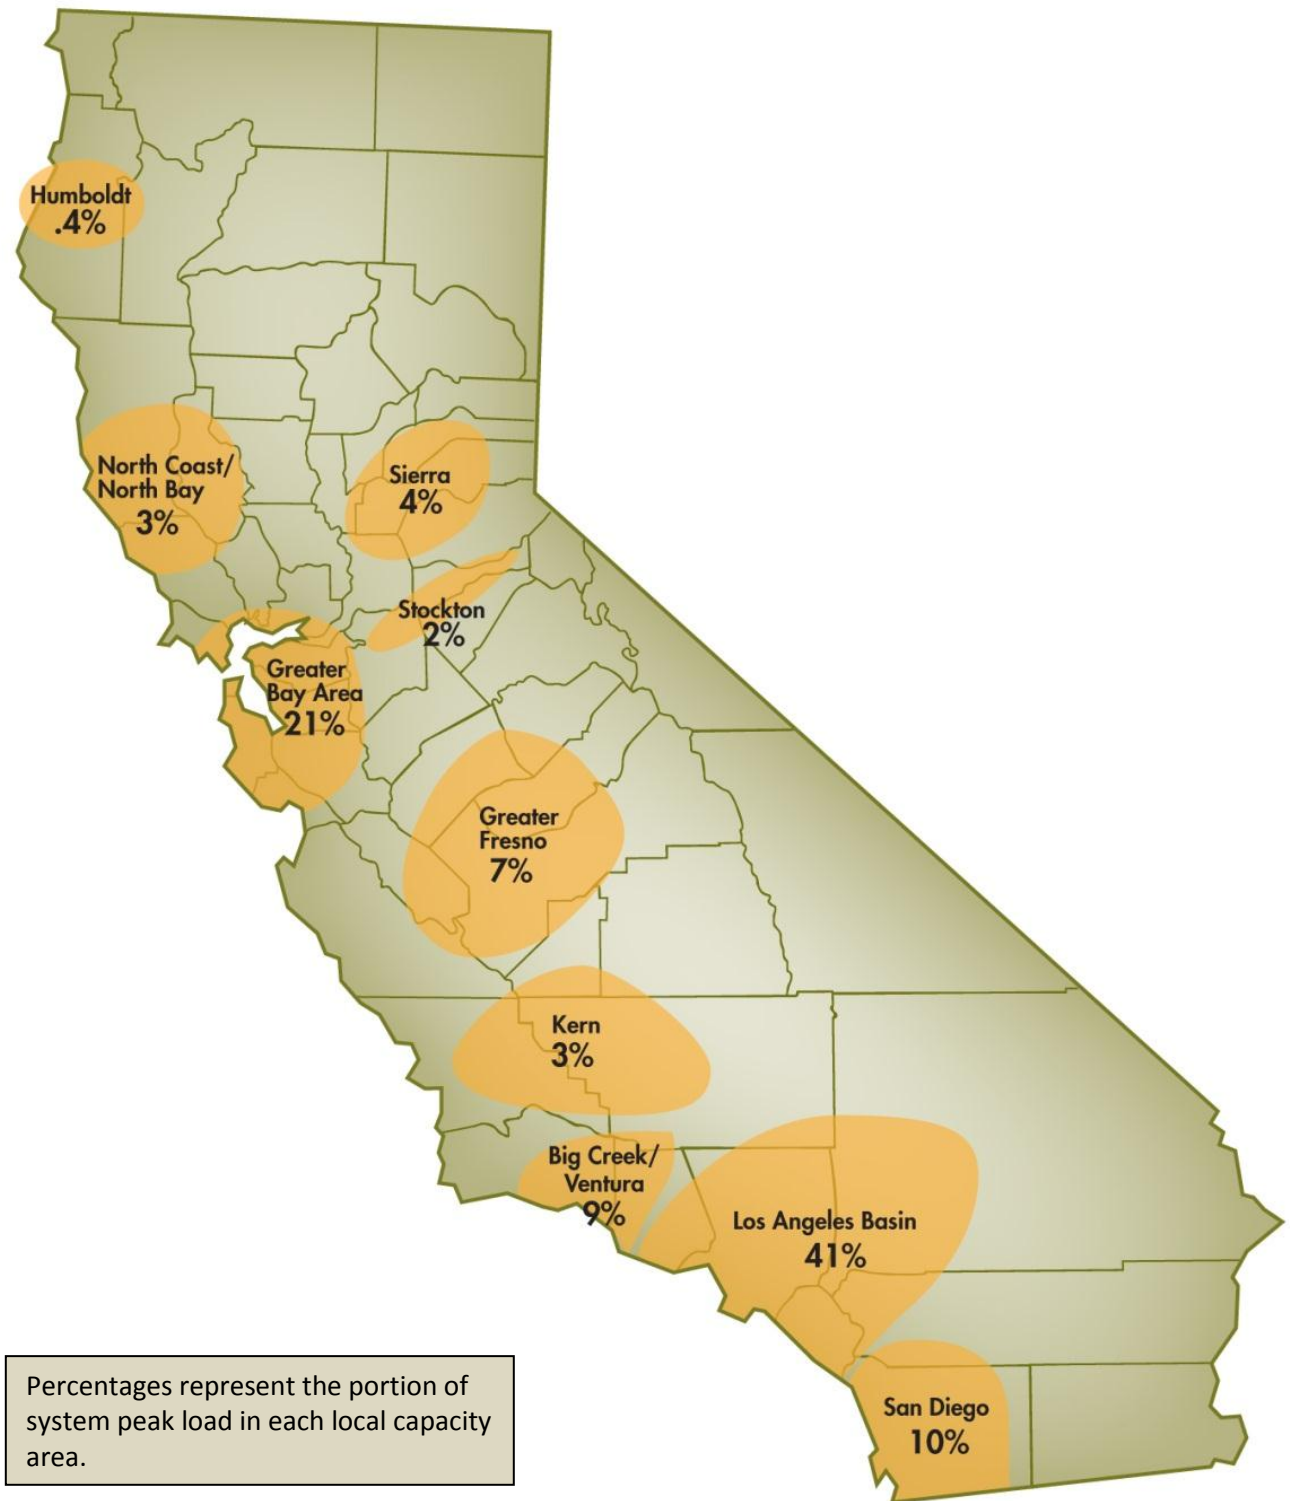 Humboldt
.4%
North Coast/
North Bay
3%
Sierra
4%
Stockton
2%
Greater
Bay Area
21%
Greater
Fresno
7%
Kern
3%
Big Creek/
Ventura
9%
Los Angeles Basin
41%
San Diego
10%
Percentages represent the portion of
system peak load in each local capacity
area.